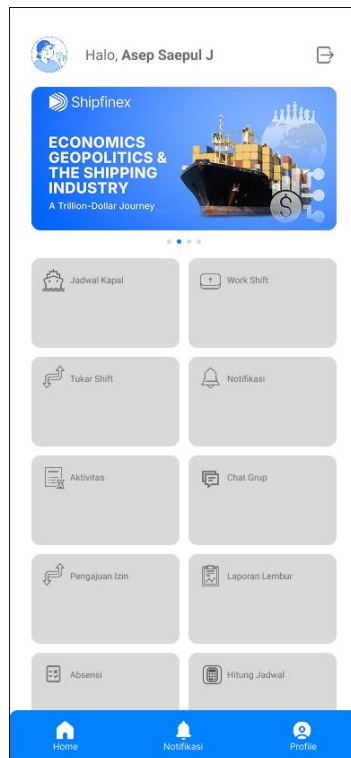 Halo, Asep Saepul J
Shipfinex
ECONOMICS
GEOPOLITICS &
THE SHIPPING
INDUSTRY
A Trillion-Dollar Journey
$
Jadwal Kapal
Work Shift
Tukar Shift
Notifikasi
Aktivitas
Chat Grup
Pengajuan Izin
Laporan Lembur
Absensi
Hitung Jadwal
Home
Notifikasi
Profile